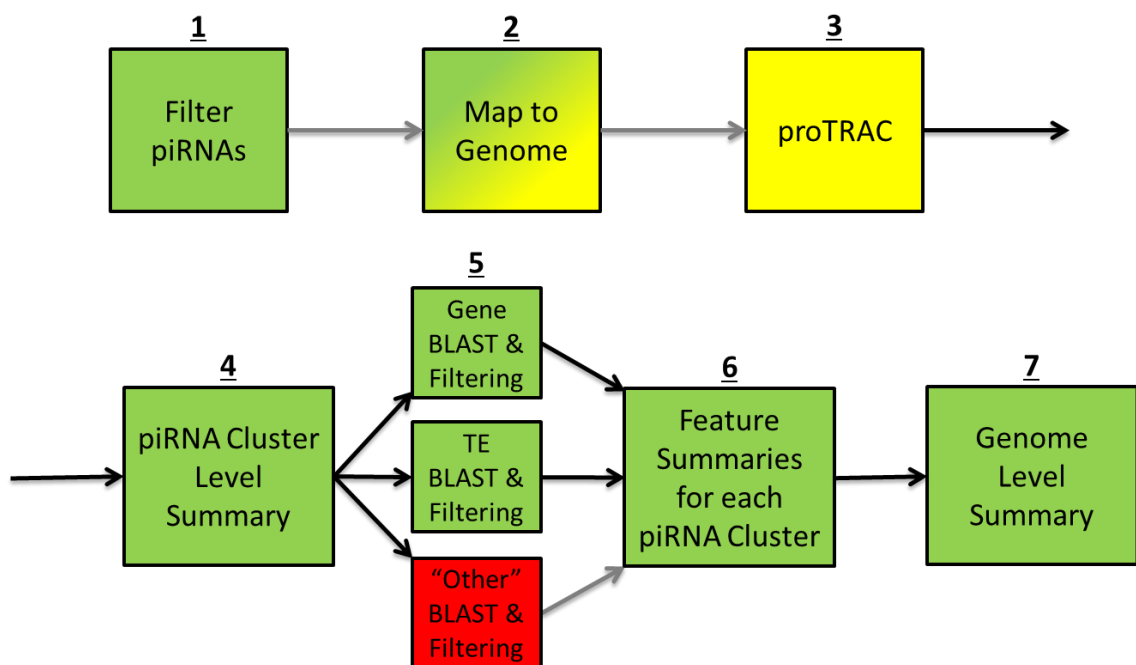 1
Filter
piRNAs
2
Map to
Genome
3
proTRAC
4
piRNA Cluster
Level
Summary
5
Gene
BLAST &
Filtering
TE
BLAST &
Filtering
“Other”
BLAST &
Filtering
6
Feature
Summaries
for each
piRNA Cluster
7
Genome
Level
Summary